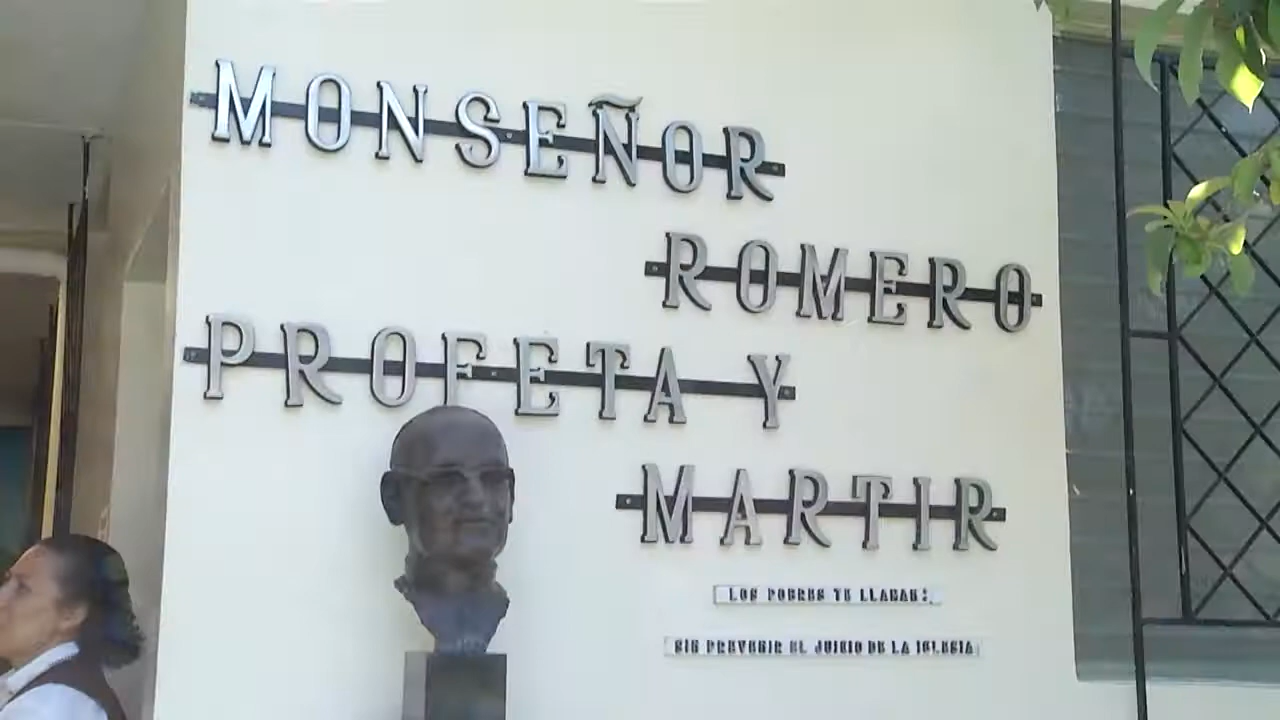 MONSEÑOR
ROMERO
PROFETA Y
MARTIR
LOS POBRES TE LLAMAN:
SIN PREVENIR EL JUICIO DE LA IGLESIA